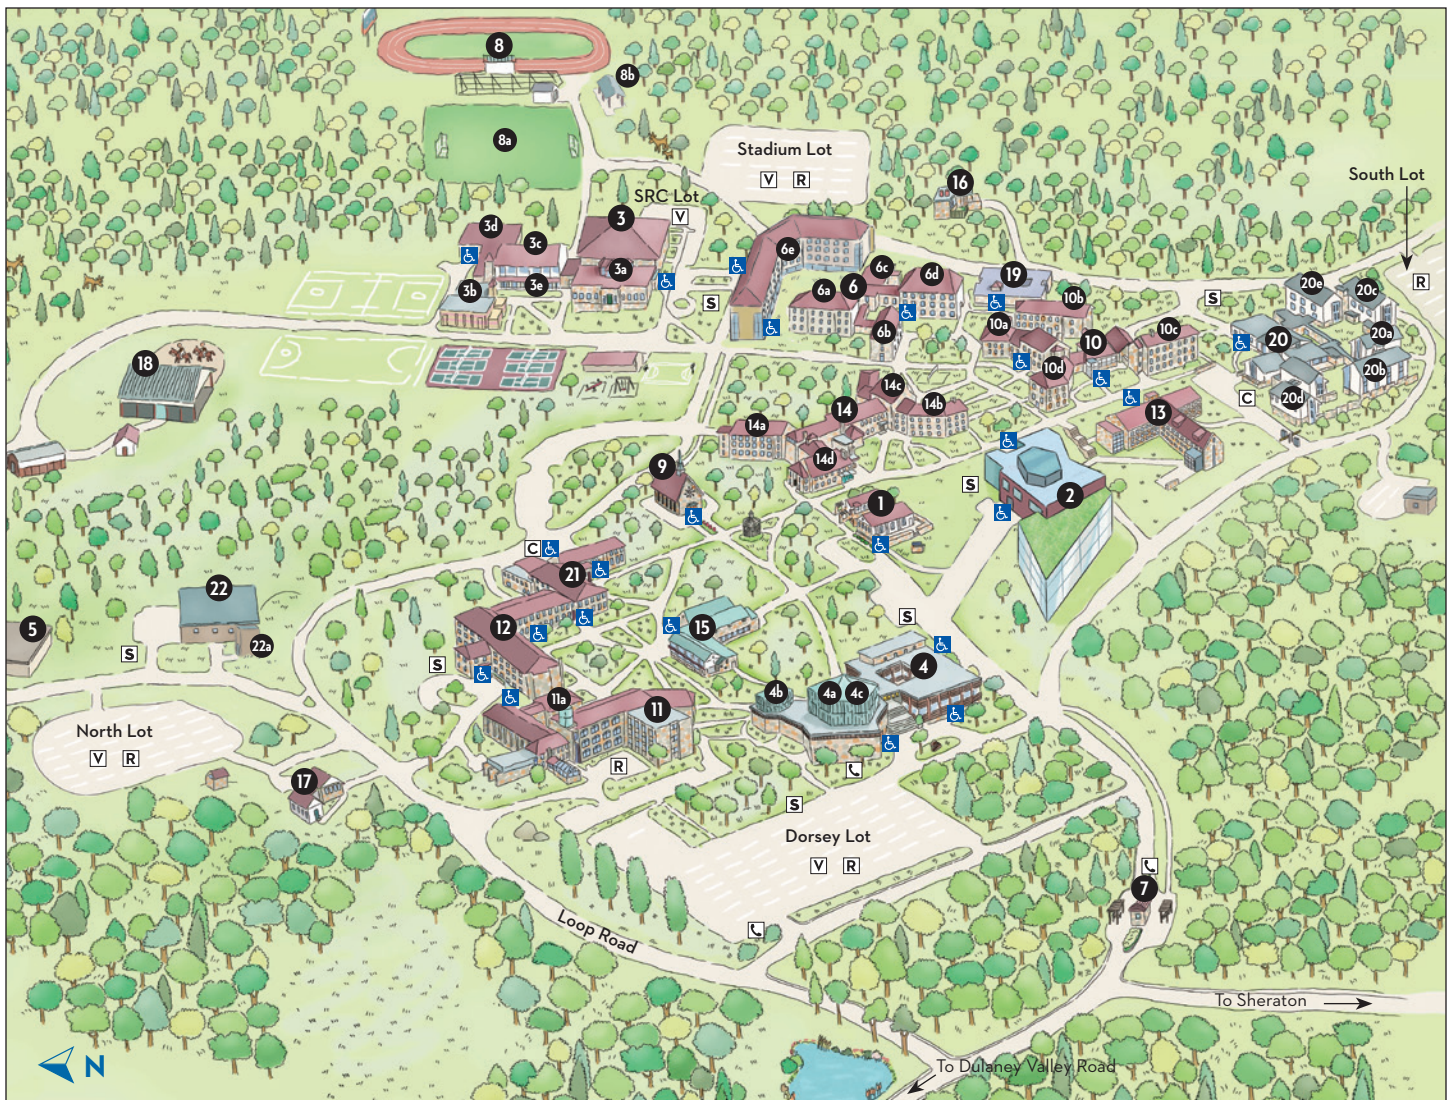 8
8b
8a
Stadium Lot
V R
South Lot
16
SRC Lot
V
3d
3
3c
6e
3a
6c
6d
19
R
3e
3b
S
6a
6
10b
S
20e
20c
6b
10a
10
10c
20
20a
18
10d
20b
14c
C
20d
14
14b
13
14a
14d
9
S
2
1
C
21
22
S
12
15
5
22a
S
S
4
4b
4a
4c
11a
11
North Lot
V R
R
17
S
Dorsey Lot
V R
7
Loop Road
To Sheraton
N
To Dulaney Valley Road